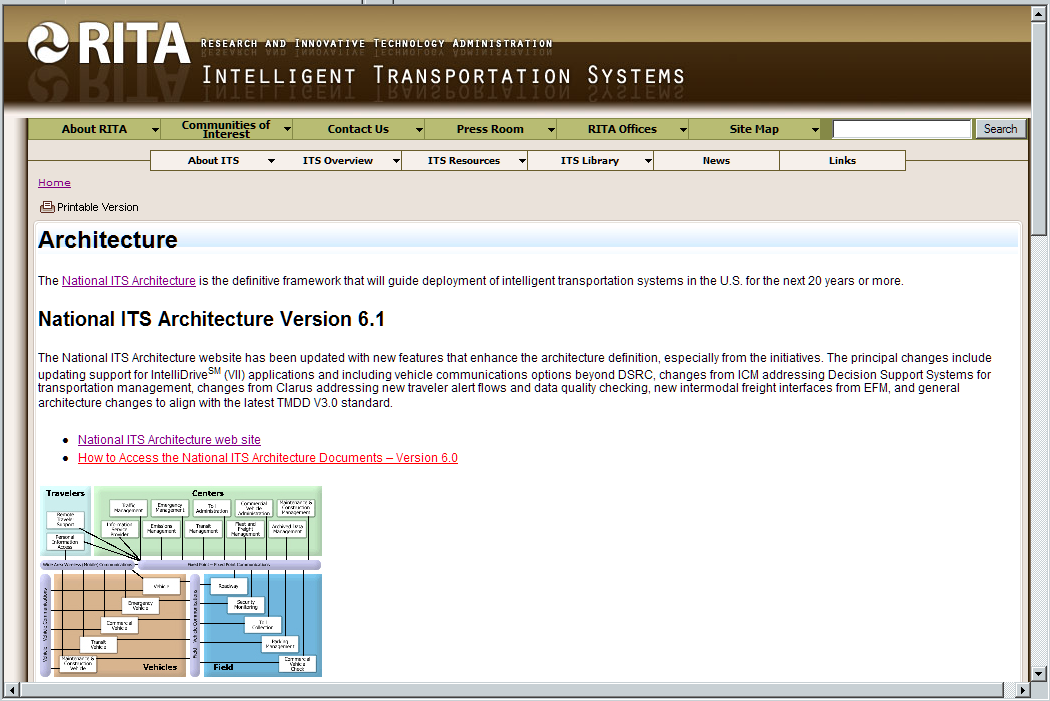 RITA RESEARCH AND INNOVATIVE TECHNOLOGY ADMINISTRATION
INTELLIGENT TRANSPORTATION SYSTEMS
About RITA
Communities of
Interest
Contact Us
Press Room
RITA Offices
Site Map
Search
About ITS
ITS Overview
ITS Resources
ITS Library
News
Links
Home
Printable Version
Architecture
The National ITS Architecture is the definitive framework that will guide deployment of intelligent transportation systems in the U.S. for the next 20 years or more.
National ITS Architecture Version 6.1
The National ITS Architecture website has been updated with new features that enhance the architecture definition, especially from the initiatives. The principal changes include
updating support for IntelliDriveSM (VII) applications and including vehicle communications options beyond DSRC, changes from ICM addressing Decision Support Systems for
transportation management, changes from Clarus addressing new traveler alert flows and data quality checking, new intermodal freight interfaces from EFM, and general
architecture changes to align with the latest TMDD V3.0 standard.
National ITS Architecture web site
How to Access the National ITS Architecture Documents – Version 6.0
Travelers
Remote
Traveler
Support
Personal
Information
Access
Centers
Traffic
Management
Emergency
Management
Toll
Administration
Commercial
Vehicle
Administration
Maintenance &
Construction
Management
Information
Service
Provider
Emissions
Management
Transit
Management
Fleet and
Freight
Management
Archived Data
Management
Wide Area Wireless (Mobile) Communications
Fixed Point – Fixed Point Communications
Vehicle – Vehicle Communications
Vehicle
Emergency
Vehicle
Commercial
Vehicle
Transit
Vehicle
Maintenance &
Construction
Vehicle
Vehicles
Field – Vehicle Communications
Roadway
Security
Monitoring
Toll
Collection
Parking
Management
Commercial
Vehicle
Check
Field